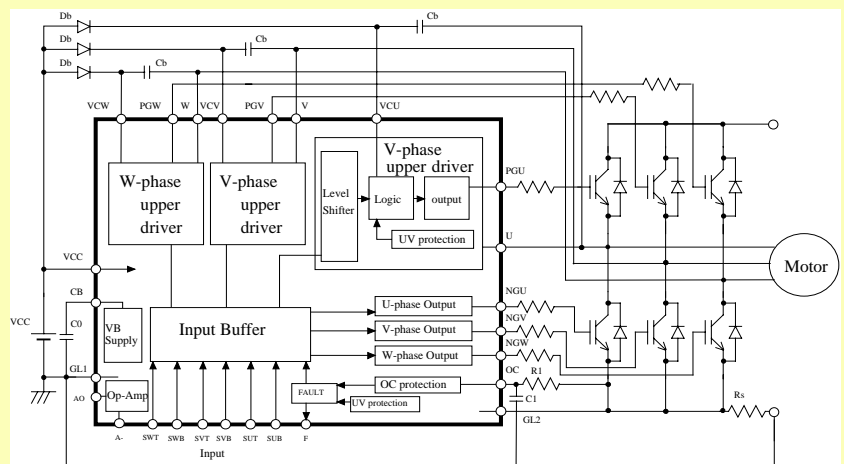 Db
Cb
Db
Cb
Db
Cb
VCW
PGW
W
VCV
PGV
V
VCU
W-phase
upper
driver
V-phase
upper
driver
V-phase
upper driver
Level
Shifter
Logic
output
UV protection
PGU
U
VCC
CB
VCC
C0
VB
Supply
Input Buffer
U-phase Output
V-phase Output
W-phase Output
NGU
NGV
NGW
Motor
GL1
AO
Op-Amp
FAULT
OC protection
UV protection
OC
R1
C1
GL2
Rs
A-
SWT
SWB
SVT
SVB
SUT
SUB
F
Input